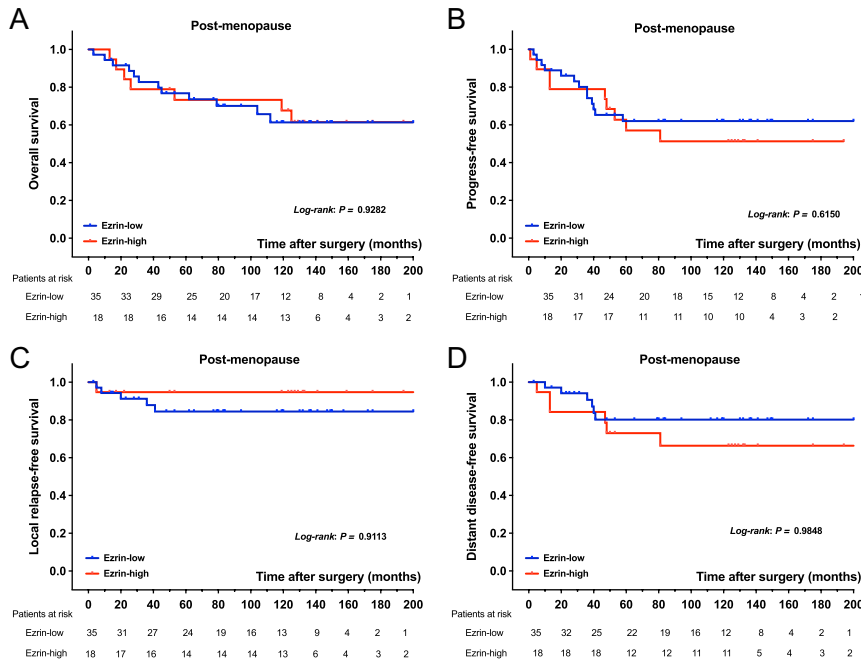 A
Post-menopause
Overall survival
1.0
0.8
0.6
0.4
0.2
0.0
Log-rank: P = 0.9282
Ezrin-low
Ezrin-high
Time after surgery (months)
0 20 40 60 80 100 120 140 160 180 200
Patients at risk
Ezrin-low 35 33 29 25 20 17 12 8 4 2 1
Ezrin-high 18 18 16 14 14 14 13 6 4 3 2
B
Post-menopause
Progress-free survival
1.0
0.8
0.6
0.4
0.2
0.0
Log-rank: P = 0.6150
Ezrin-low
Ezrin-high
Time after surgery (months)
0 20 40 60 80 100 120 140 160 180 200
Patients at risk
Ezrin-low 35 31 24 20 18 15 12 8 4 2
Ezrin-high 18 17 17 11 11 10 10 4 3 2
C
Post-menopause
Local relapse-free survival
1.0
0.8
0.6
0.4
0.2
0.0
Log-rank: P = 0.9113
Ezrin-low
Ezrin-high
Time after surgery (months)
0 20 40 60 80 100 120 140 160 180 200
Patients at risk
Ezrin-low 35 31 27 24 19 16 13 9 4 2 1
Ezrin-high 18 17 16 14 14 14 13 6 4 3 2
D
Post-menopause
Distant disease-free survival
1.0
0.8
0.6
0.4
0.2
0.0
Log-rank: P = 0.9848
Ezrin-low
Ezrin-high
Time after surgery (months)
0 20 40 60 80 100 120 140 160 180 200
Patients at risk
Ezrin-low 35 32 25 22 19 16 12 8 4 2 1
Ezrin-high 18 18 18 12 12 11 11 5 4 3 2